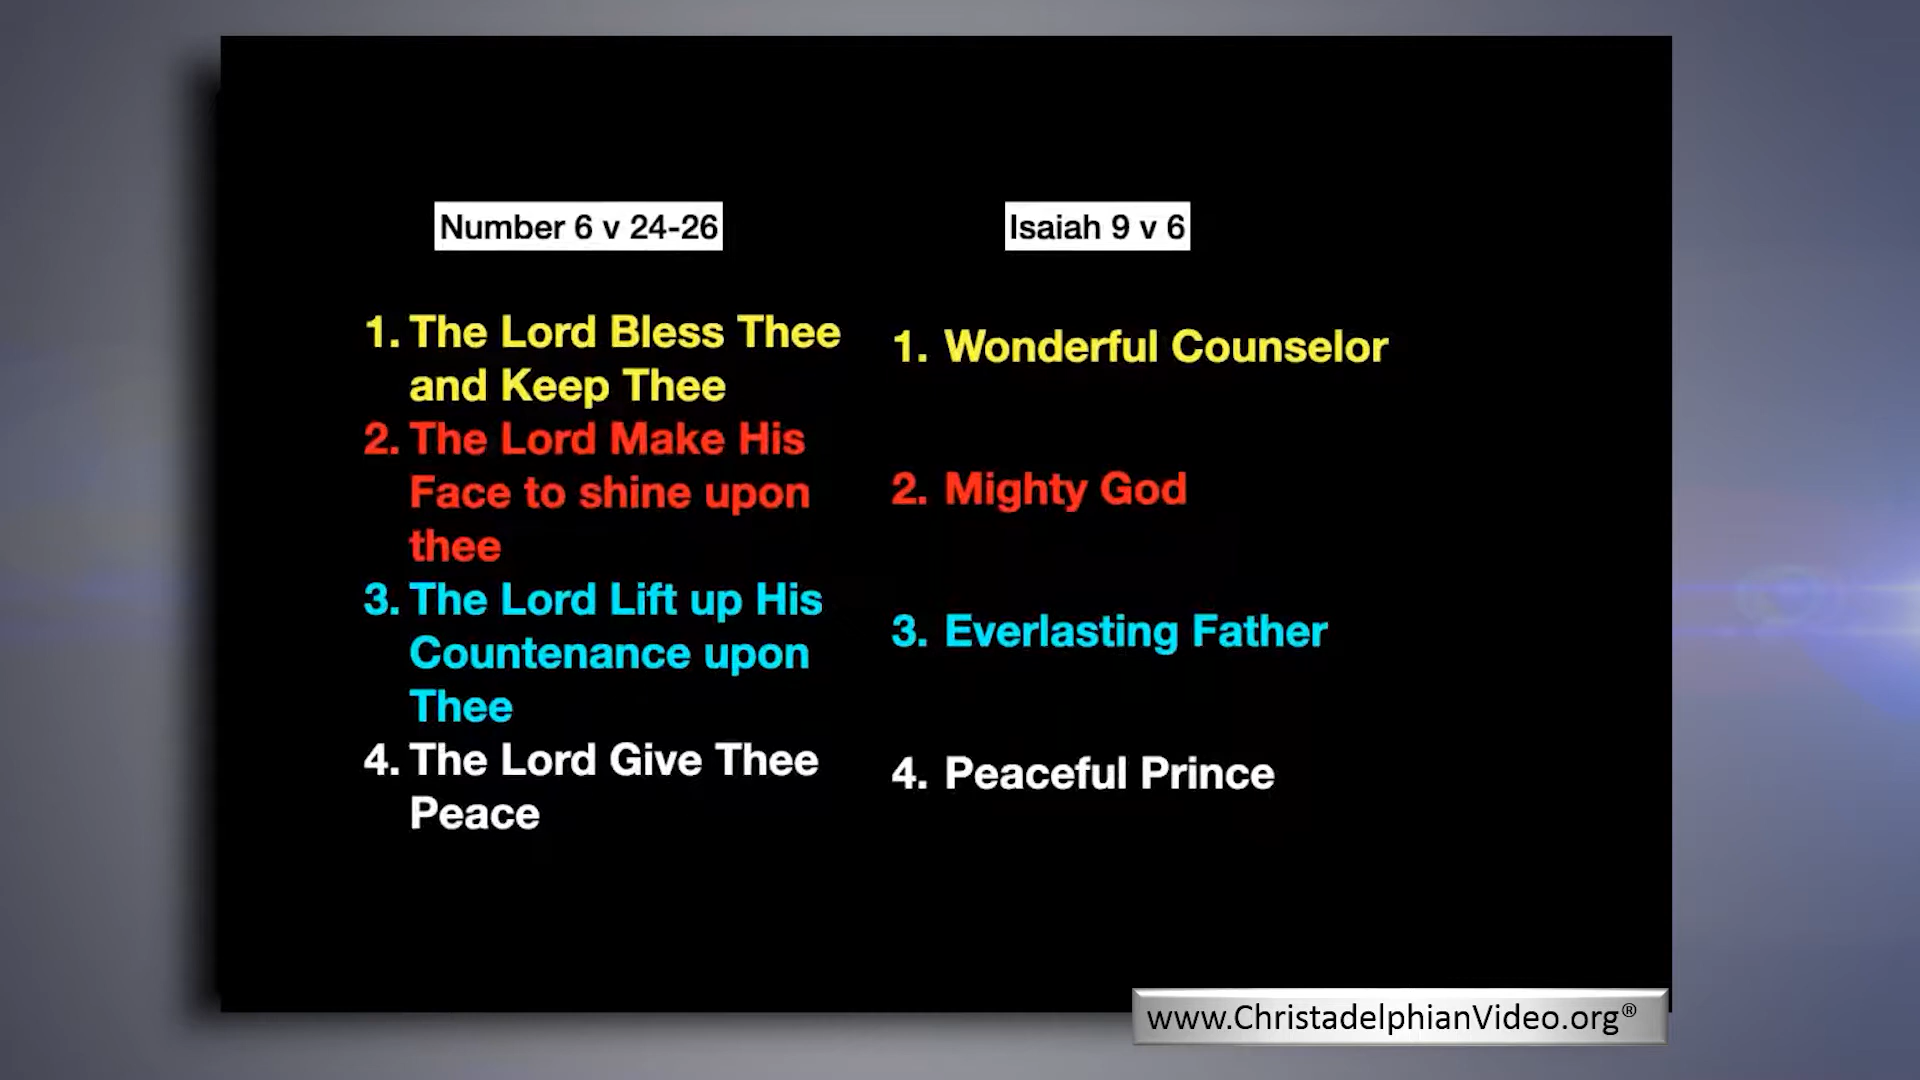 Number 6 v 24-26
1. The Lord Bless Thee
and Keep Thee
2. The Lord Make His
Face to shine upon
thee
3. The Lord Lift up His
Countenance upon
Thee
4. The Lord Give Thee
Peace
Isaiah 9 v 6
1. Wonderful Counselor
2. Mighty God
3. Everlasting Father
4. Peaceful Prince
www.ChristadelphianVideo.org®